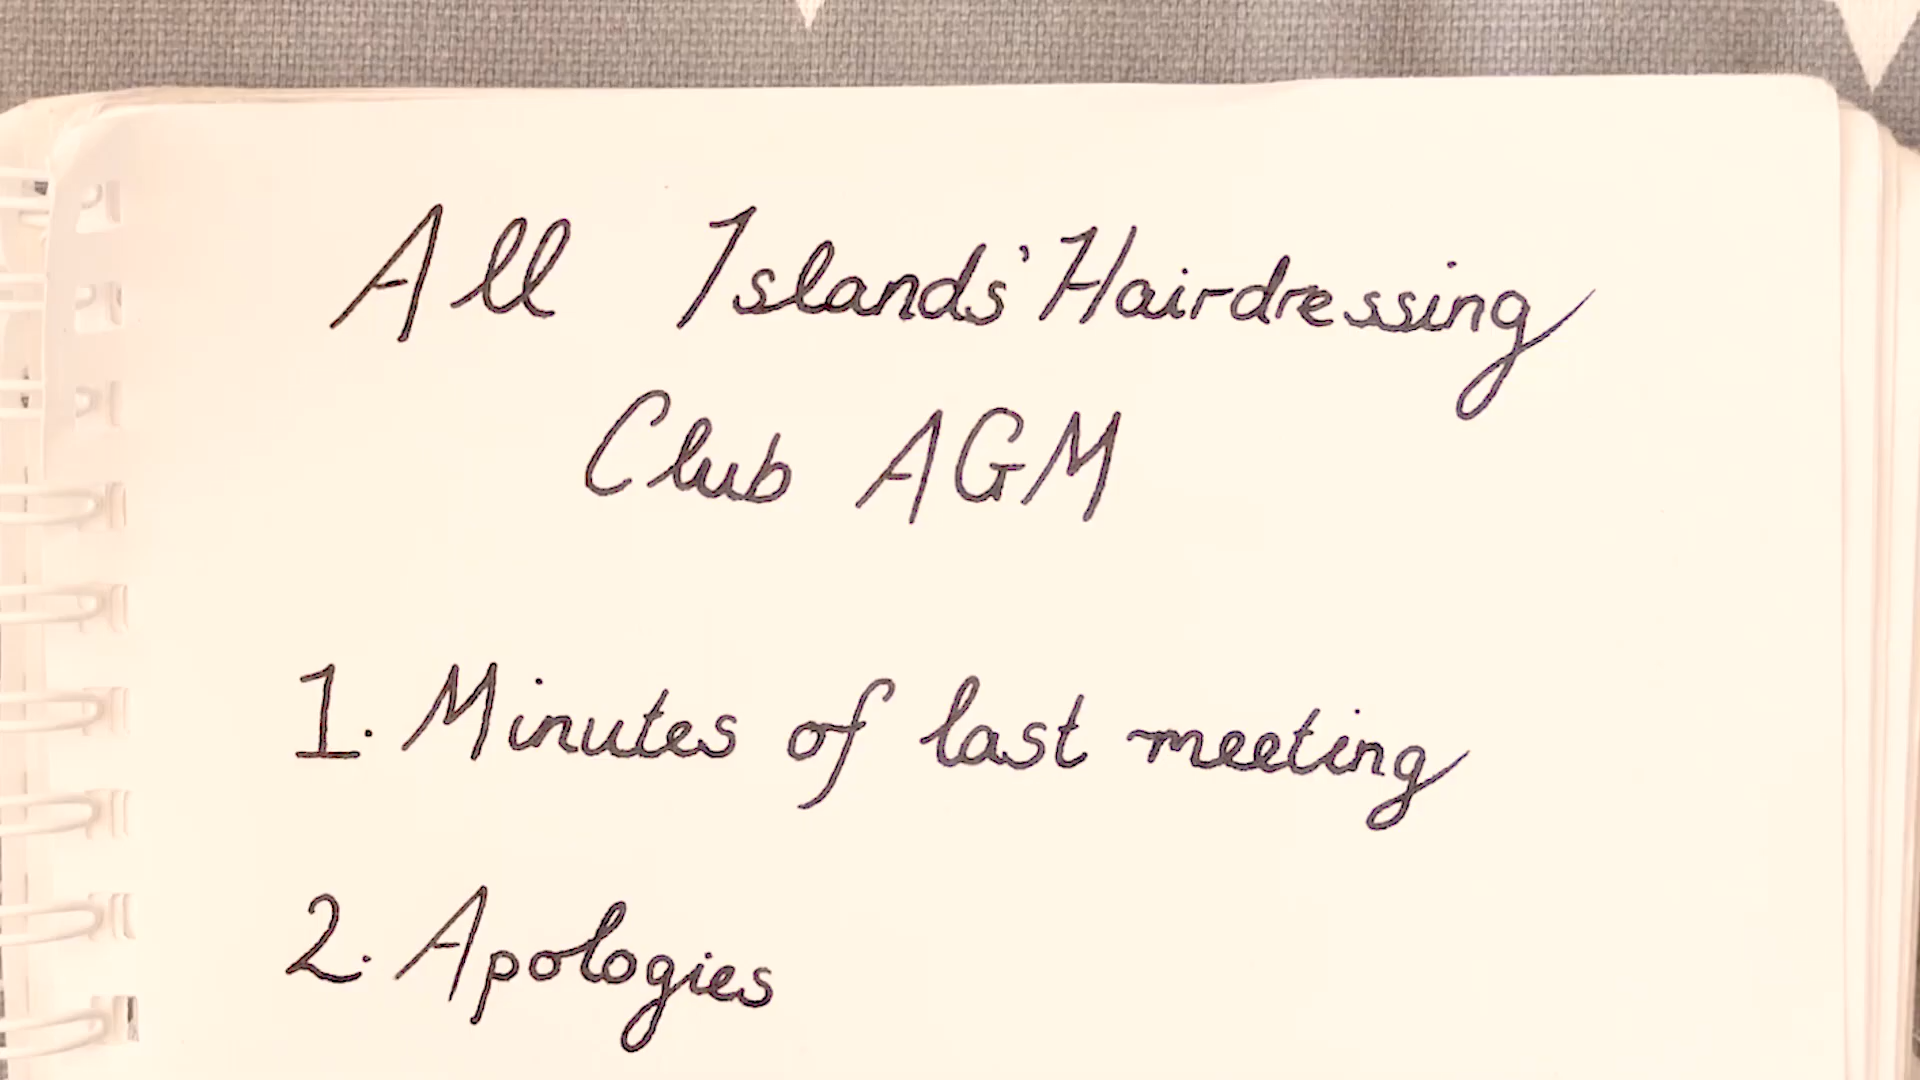 All Islands' Hairdressing
Club AGM
1. Minutes of last meeting
2. Apologies